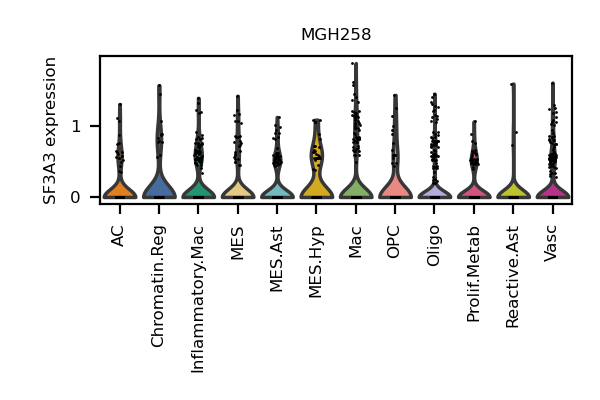 MGH258
SF3A3 expression
1
0
AC
Chromatin.Reg
Inflammatory.Mac
MES
MES.Ast
MES.Hyp
Mac
OPC
Oligo
Prolif.Metab
Reactive.Ast
Vasc